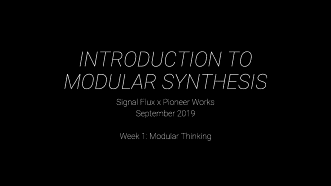 INTRODUCTION TO
MODULAR SYNTHESIS
Signal Flux x Pioneer Works
September 2019
Week 1: Modular Thinking